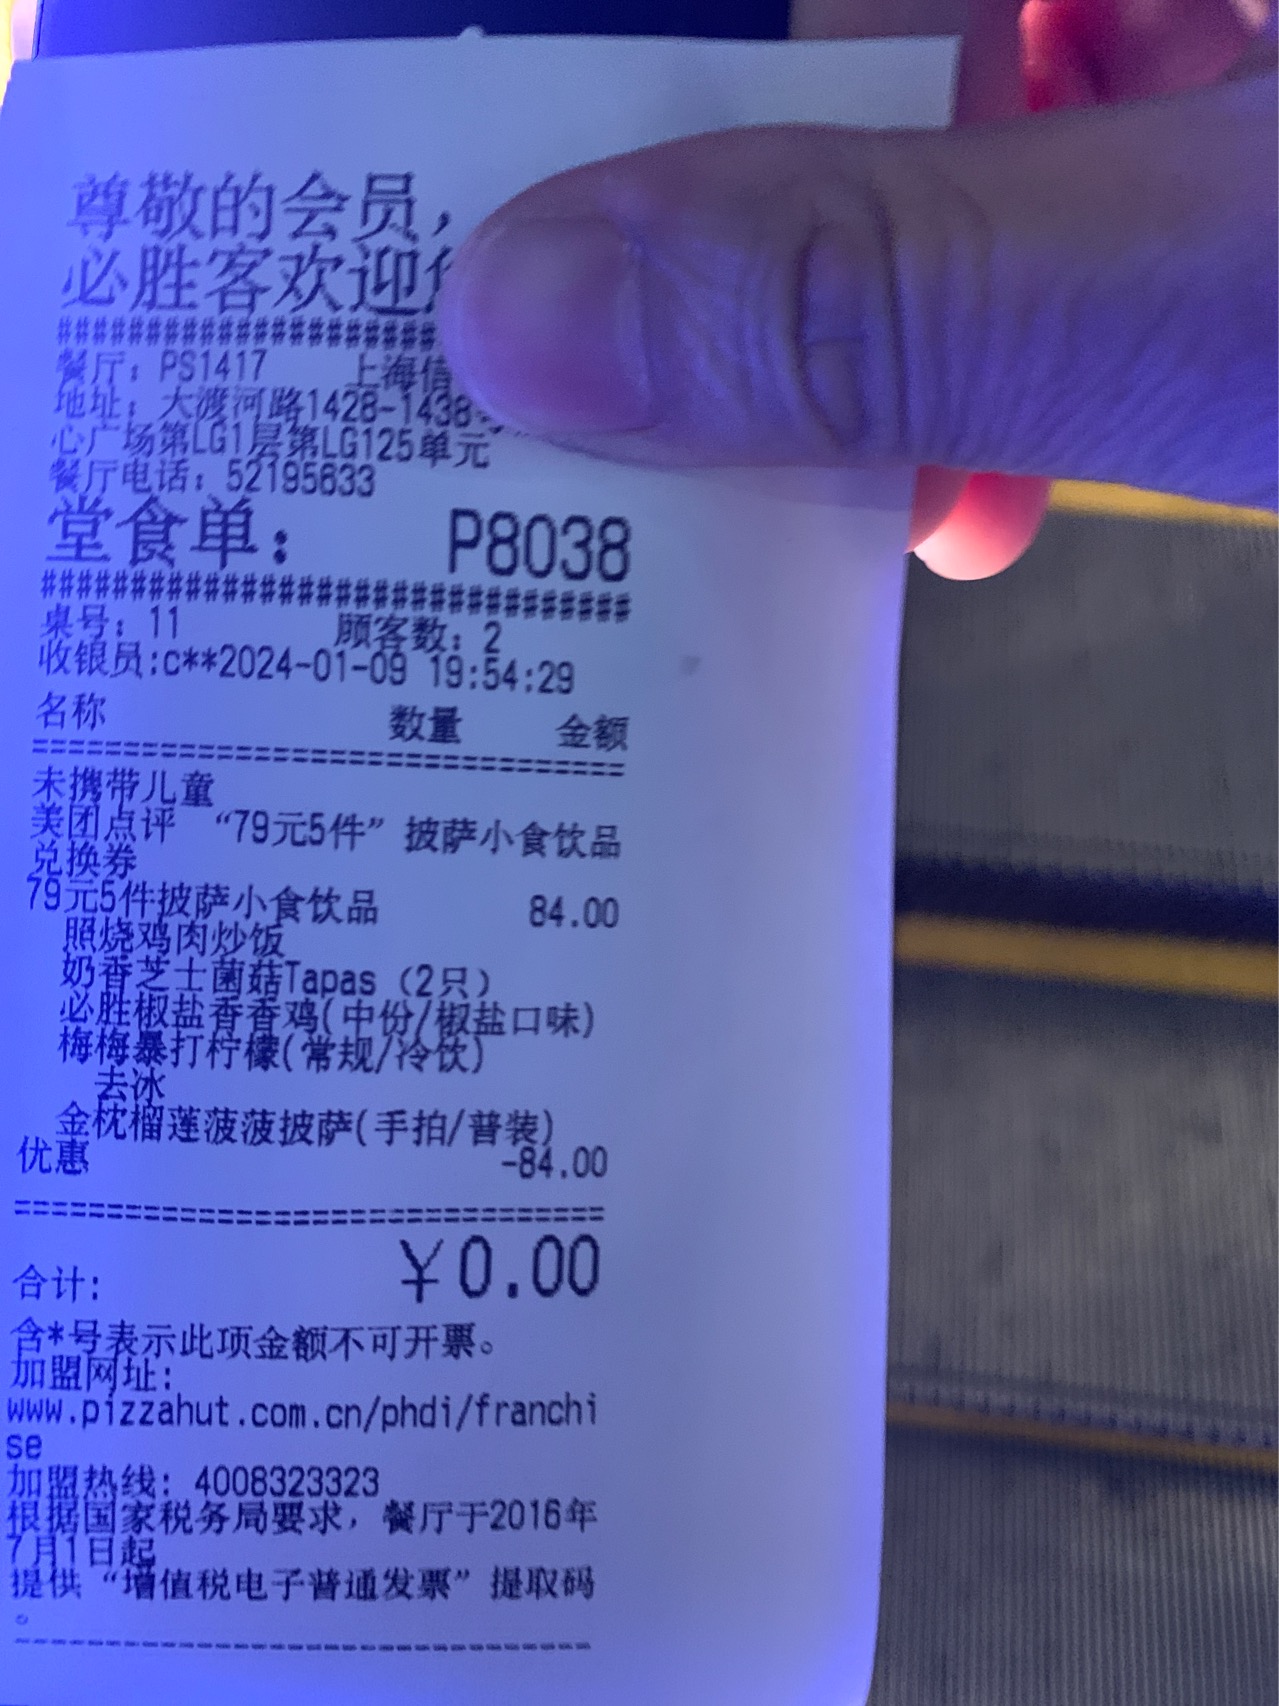 尊敬的会员，
必胜客欢迎
##############################
餐厅：PS1417 上海信
地址：大渡河路1428-1438
心广场第LG1层第LG125单元
餐厅电话：52195633
堂食单： P8038
################################
桌号：11 顾客数：2
收银员:c**2024-01-09 19:54:29
名称 数量 金额
================================
未携带儿童
美团点评 “79元5件”披萨小食饮品
兑换券
79元5件披萨小食饮品 84.00
照烧鸡肉炒饭
奶香芝士菌菇Tapas（2只）
必胜椒盐香香鸡(中份/椒盐口味)
梅梅暴打柠檬(常规/冷饮)
去冰
金枕榴莲菠菠披萨(手拍/普装)
优惠 -84.00
================================
合计: ￥0.00
含*号表示此项金额不可开票。
加盟网址:
www.pizzahut.com.cn/phdi/franchi
se
加盟热线: 4008323323
根据国家税务局要求，餐厅于2016年
7月1日起
提供“增值税电子普通发票”提取码
。
--------------------------------